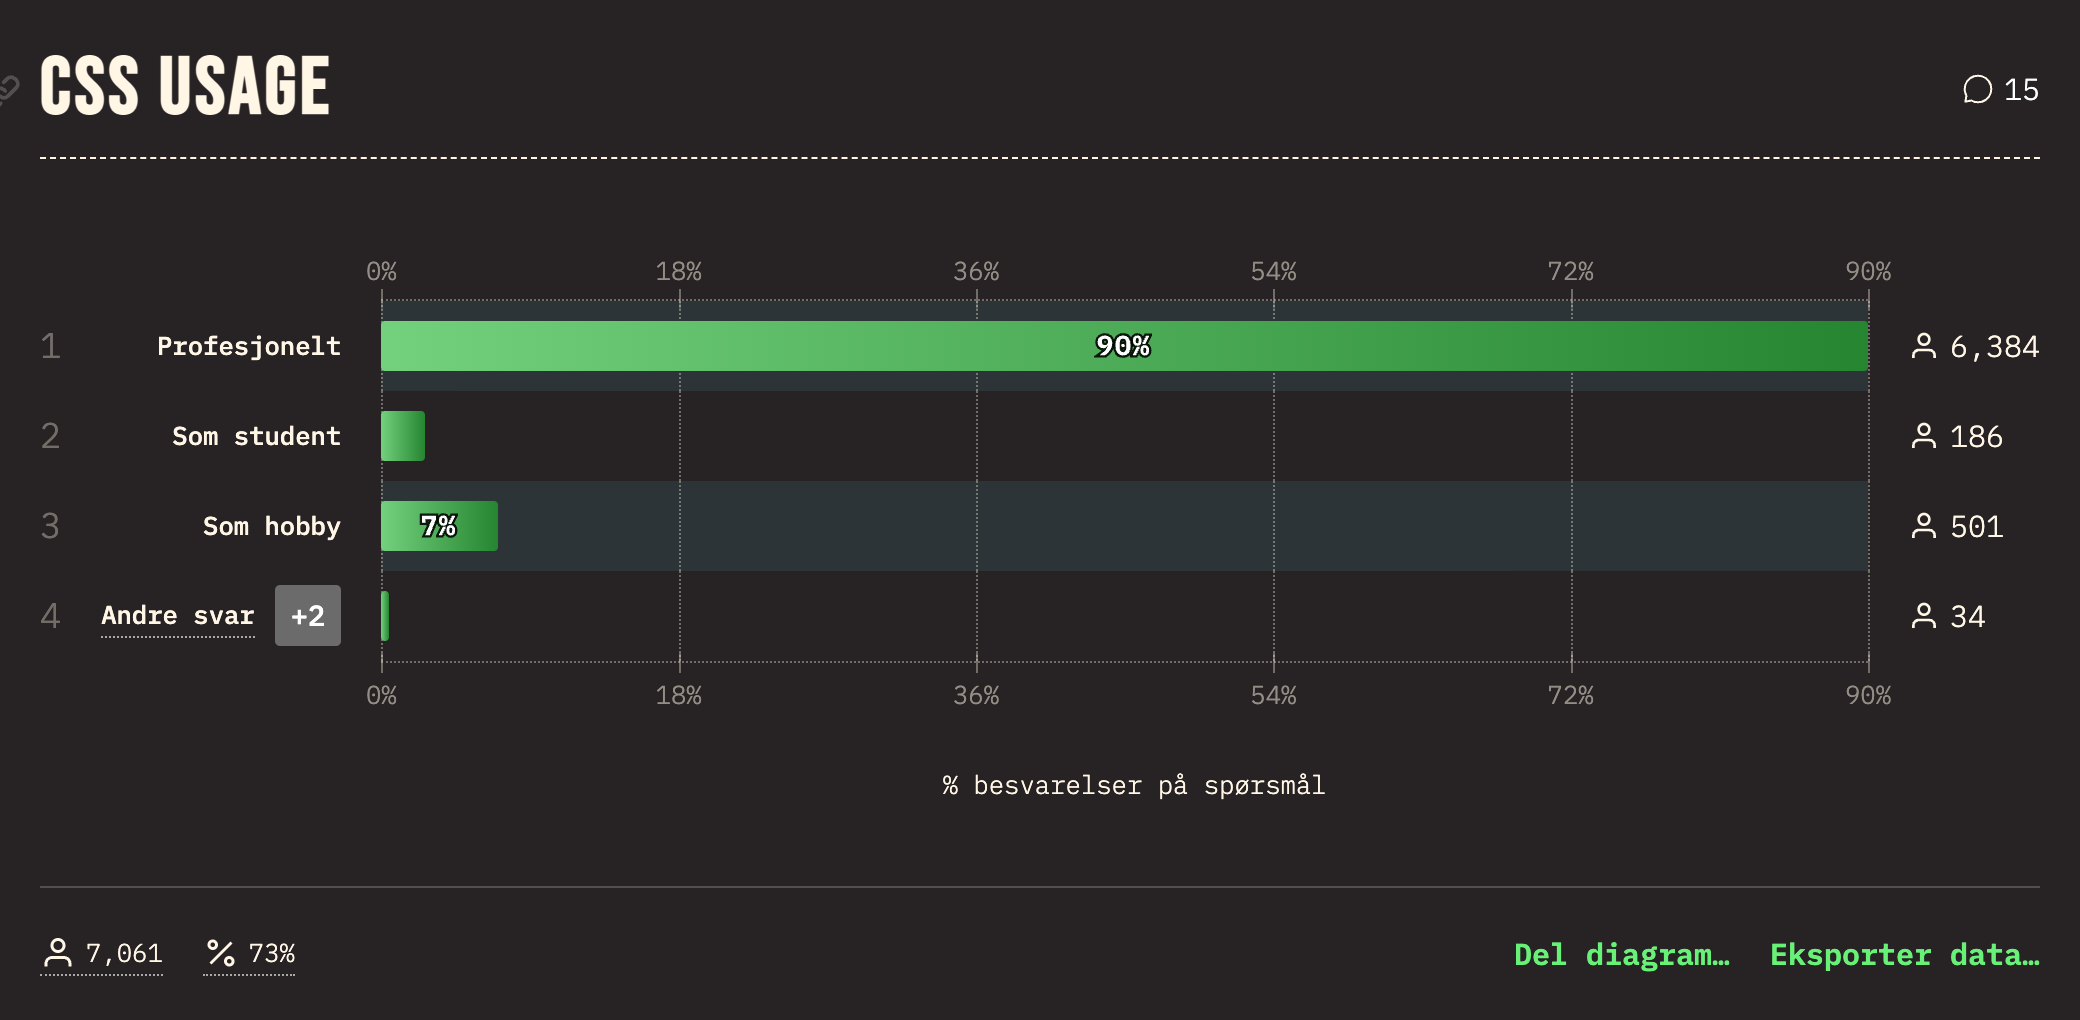 CSS USAGE
15
0% 18% 36% 54% 72% 90%
1 Profesjonelt 90% 6,384
2 Som student 186
3 Som hobby 7% 501
4 Andre svar +2 34
0% 18% 36% 54% 72% 90%
% besvarelser på spørsmål
7,061 % 73% Del diagram… Eksporter data…